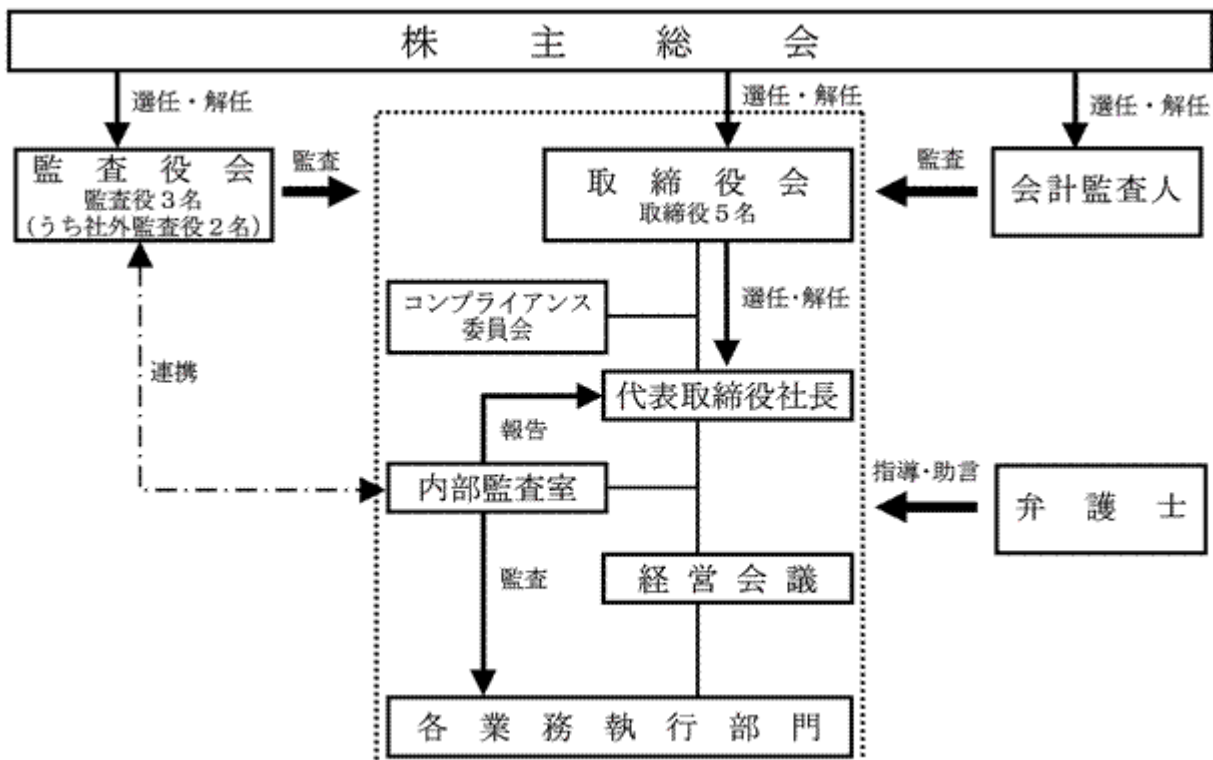 株主総会
選任・解任
選任・解任
選任・解任
監査役会
監査役3名
(うち社外監査役2名)
監査
取締役会
取締役5名
監査
会計監査人
コンプライアンス
委員会
選任・解任
連携
代表取締役社長
報告
内部監査室
指導・助言
弁護士
監査
経営会議
各業務執行部門